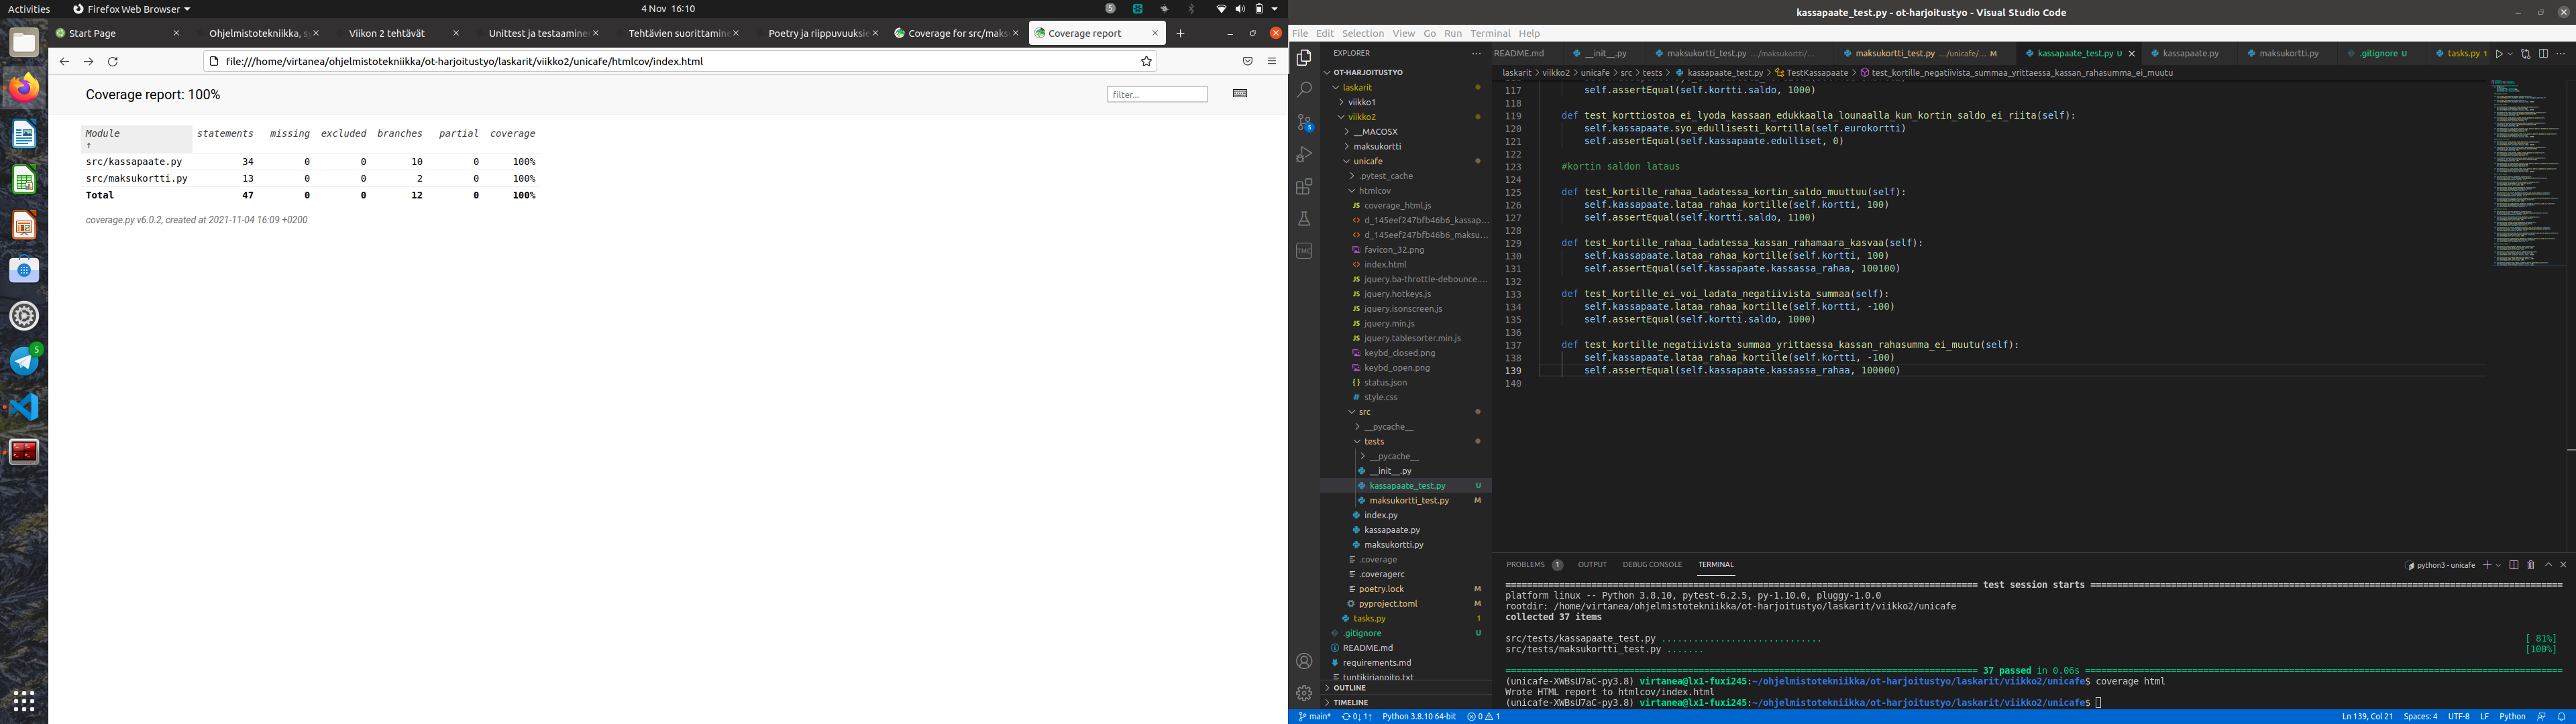 Activities
Firefox Web Browser
4 Nov 16:10
Start Page
Ohjelmistotekniikka, sy
Viikon 2 tehtävät
Unittest ja testaaminen
Tehtävien suorittamine
Poetry ja riippuvuuksie
Coverage for src/maks
Coverage report
file:///home/virtanea/ohjelmistotekniikka/ot-harjoitustyo/laskarit/viikko2/unicafe/htmlcov/index.html
Coverage report: 100%
filter...
Module ↑ statements missing excluded branches partial coverage
src/kassapaate.py 34 0 0 10 0 100%
src/maksukortti.py 13 0 0 2 0 100%
Total 47 0 0 12 0 100%
coverage.py v6.0.2, created at 2021-11-04 16:09 +0200
kassapaate_test.py - ot-harjoitustyo - Visual Studio Code
File Edit Selection View Go Run Terminal Help
EXPLORER
OT-HARJOITUSTYO
laskarit
viikko1
viikko2
__MACOSX
maksukortti
unicafe
.pytest_cache
htmlcov
coverage_html.js
d_145eef247bfb46b6_kassap...
d_145eef247bfb46b6_maksu...
favicon_32.png
index.html
jquery.ba-throttle-debounce....
jquery.hotkeys.js
jquery.isonscreen.js
jquery.min.js
jquery.tablesorter.min.js
keybd_closed.png
keybd_open.png
status.json
style.css
src
__pycache__
tests
__pycache__
__init__.py
kassapaate_test.py U
maksukortti_test.py M
index.py
kassapaate.py
maksukortti.py
.coverage
.coveragerc
poetry.lock M
pyproject.toml M
tasks.py 1
.gitignore U
README.md
requirements.md
tuntikirjanpito.txt
OUTLINE
TIMELINE
README.md
__init__.py
maksukortti_test.py .../maksukortti/...
maksukortti_test.py .../unicafe/... M
kassapaate_test.py U
kassapaate.py
maksukortti.py
.gitignore U
tasks.py 1
laskarit > viikko2 > unicafe > src > tests > kassapaate_test.py > TestKassapaate > test_kortille_negatiivista_summaa_yrittaessa_kassan_rahasumma_ei_muutu
117 self.assertEqual(self.kortti.saldo, 1000)
118
119 def test_korttiostoa_ei_lyoda_kassaan_edukkaalla_lounaalla_kun_kortin_saldo_ei_riita(self):
120 self.kassapaate.syo_edullisesti_kortilla(self.eurokortti)
121 self.assertEqual(self.kassapaate.edulliset, 0)
122
123 #kortin saldon lataus
124
125 def test_kortille_rahaa_ladatessa_kortin_saldo_muuttuu(self):
126 self.kassapaate.lataa_rahaa_kortille(self.kortti, 100)
127 self.assertEqual(self.kortti.saldo, 1100)
128
129 def test_kortille_rahaa_ladatessa_kassan_rahamaara_kasvaa(self):
130 self.kassapaate.lataa_rahaa_kortille(self.kortti, 100)
131 self.assertEqual(self.kassapaate.kassassa_rahaa, 100100)
132
133 def test_kortille_ei_voi_ladata_negatiivista_summaa(self):
134 self.kassapaate.lataa_rahaa_kortille(self.kortti, -100)
135 self.assertEqual(self.kortti.saldo, 1000)
136
137 def test_kortille_negatiivista_summaa_yrittaessa_kassan_rahasumma_ei_muutu(self):
138 self.kassapaate.lataa_rahaa_kortille(self.kortti, -100)
139 self.assertEqual(self.kassapaate.kassassa_rahaa, 100000)
140
PROBLEMS 1 OUTPUT DEBUG CONSOLE TERMINAL
python3 - unicafe
test session starts
platform linux -- Python 3.8.10, pytest-6.2.5, py-1.10.0, pluggy-1.0.0
rootdir: /home/virtanea/ohjelmistotekniikka/ot-harjoitustyo/laskarit/viikko2/unicafe
collected 37 items
src/tests/kassapaate_test.py .............................. [ 81%]
src/tests/maksukortti_test.py ....... [100%]
37 passed in 0.06s
(unicafe-XWBsU7aC-py3.8) virtanea@lx1-fuxi245:~/ohjelmistotekniikka/ot-harjoitustyo/laskarit/viikko2/unicafe$ coverage html
Wrote HTML report to htmlcov/index.html
(unicafe-XWBsU7aC-py3.8) virtanea@lx1-fuxi245:~/ohjelmistotekniikka/ot-harjoitustyo/laskarit/viikko2/unicafe$
main* 0↓ 1↑ Python 3.8.10 64-bit 0 1
Ln 139, Col 21 Spaces: 4 UTF-8 LF Python